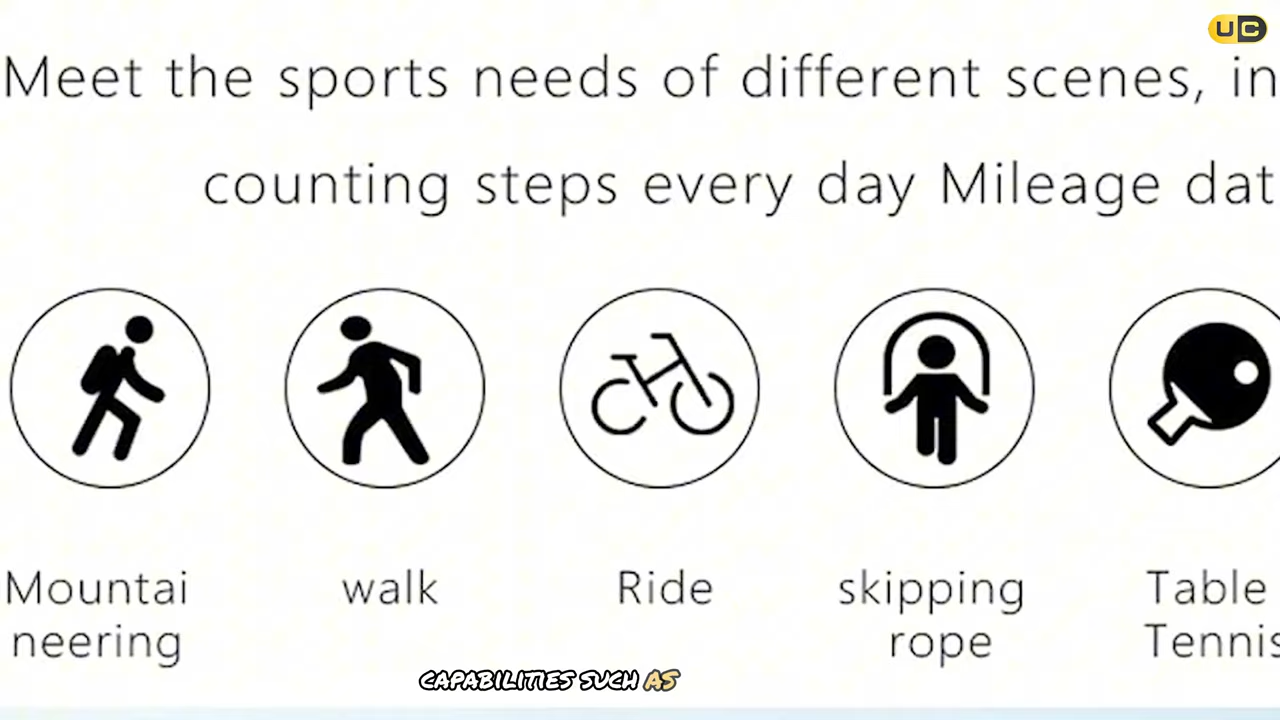 UC
Meet the sports needs of different scenes, in
counting steps every day Mileage dat
Mountai
neering
walk
Ride
skipping
rope
Table
Tennis
CAPABILITIES SUCH AS